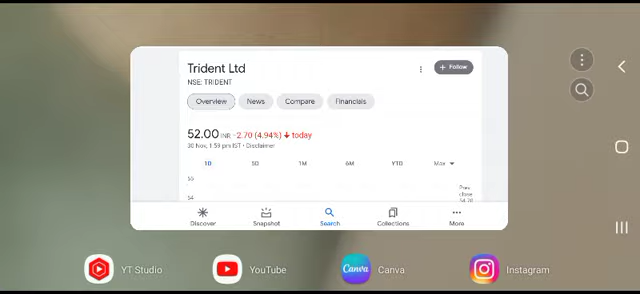 Trident Ltd
+ Follow
NSE: TRIDENT
Overview
News
Compare
Financials
52.00 INR -2.70 (4.94%) ↓ today
30 Nov, 1:59 pm IST • Disclaimer
1D
5D
1M
6M
YTD
Max
55
54
Prev
close
54.70
Discover
Snapshot
Search
Collections
More
YT Studio
YouTube
Canva
Canva
Instagram